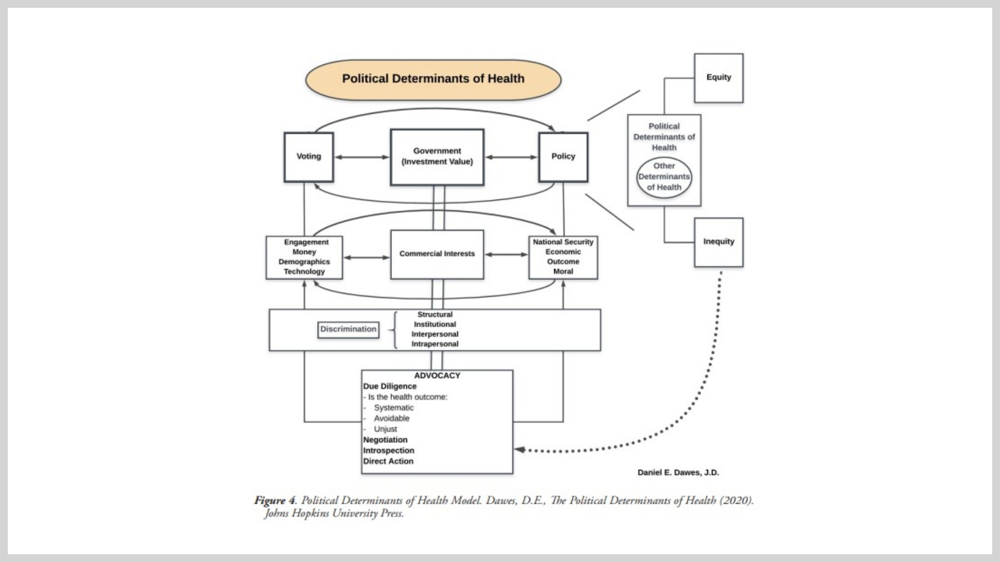 Political Determinants of Health
Equity
Political
Determinants of
Health
Other
Determinants
of Health
Voting
Government
(Investment Value)
Policy
Engagement
Money
Demographics
Technology
Commercial Interests
National Security
Economic
Outcome
Moral
Inequity
Discrimination
Structural
Institutional
Interpersonal
Intrapersonal
ADVOCACY
Due Diligence
- Is the health outcome:
- Systematic
- Avoidable
- Unjust
Negotiation
Introspection
Direct Action
Daniel E. Dawes, J.D.
Figure 4. Political Determinants of Health Model. Dawes, D.E., The Political Determinants of Health (2020).
Johns Hopkins University Press.